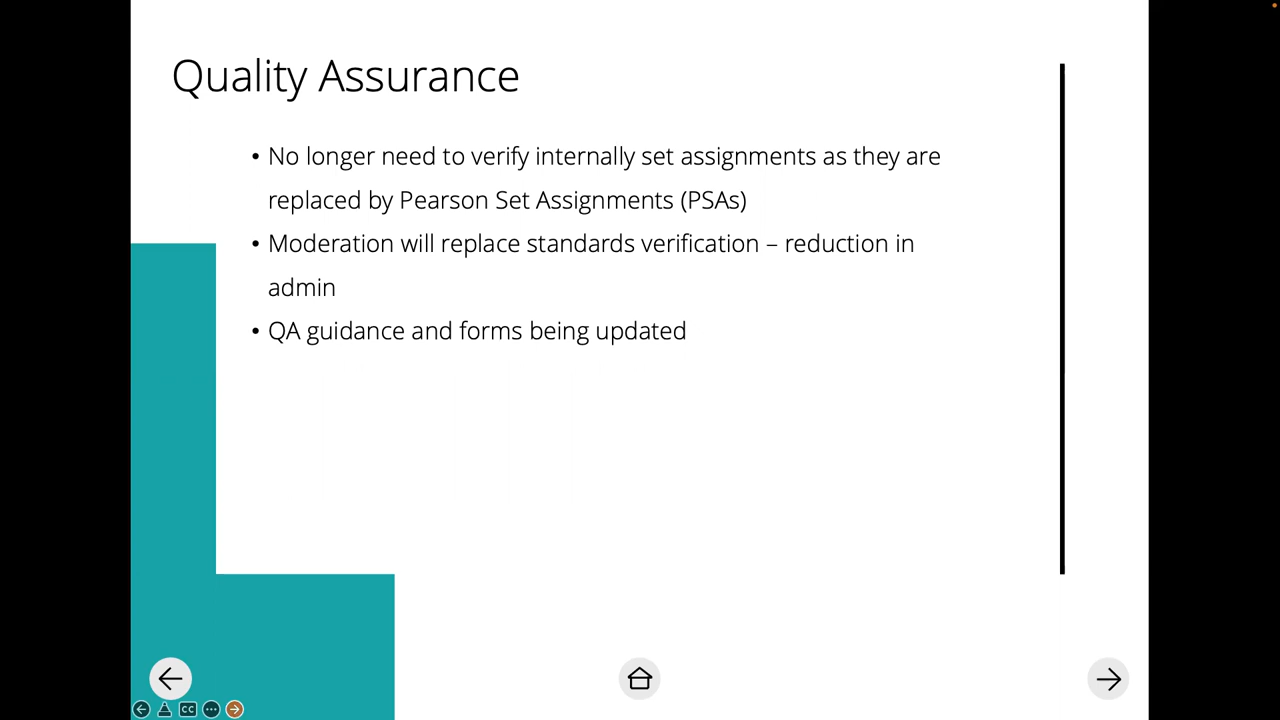 Quality Assurance
• No longer need to verify internally set assignments as they are
replaced by Pearson Set Assignments (PSAs)
• Moderation will replace standards verification – reduction in
admin
• QA guidance and forms being updated
CC